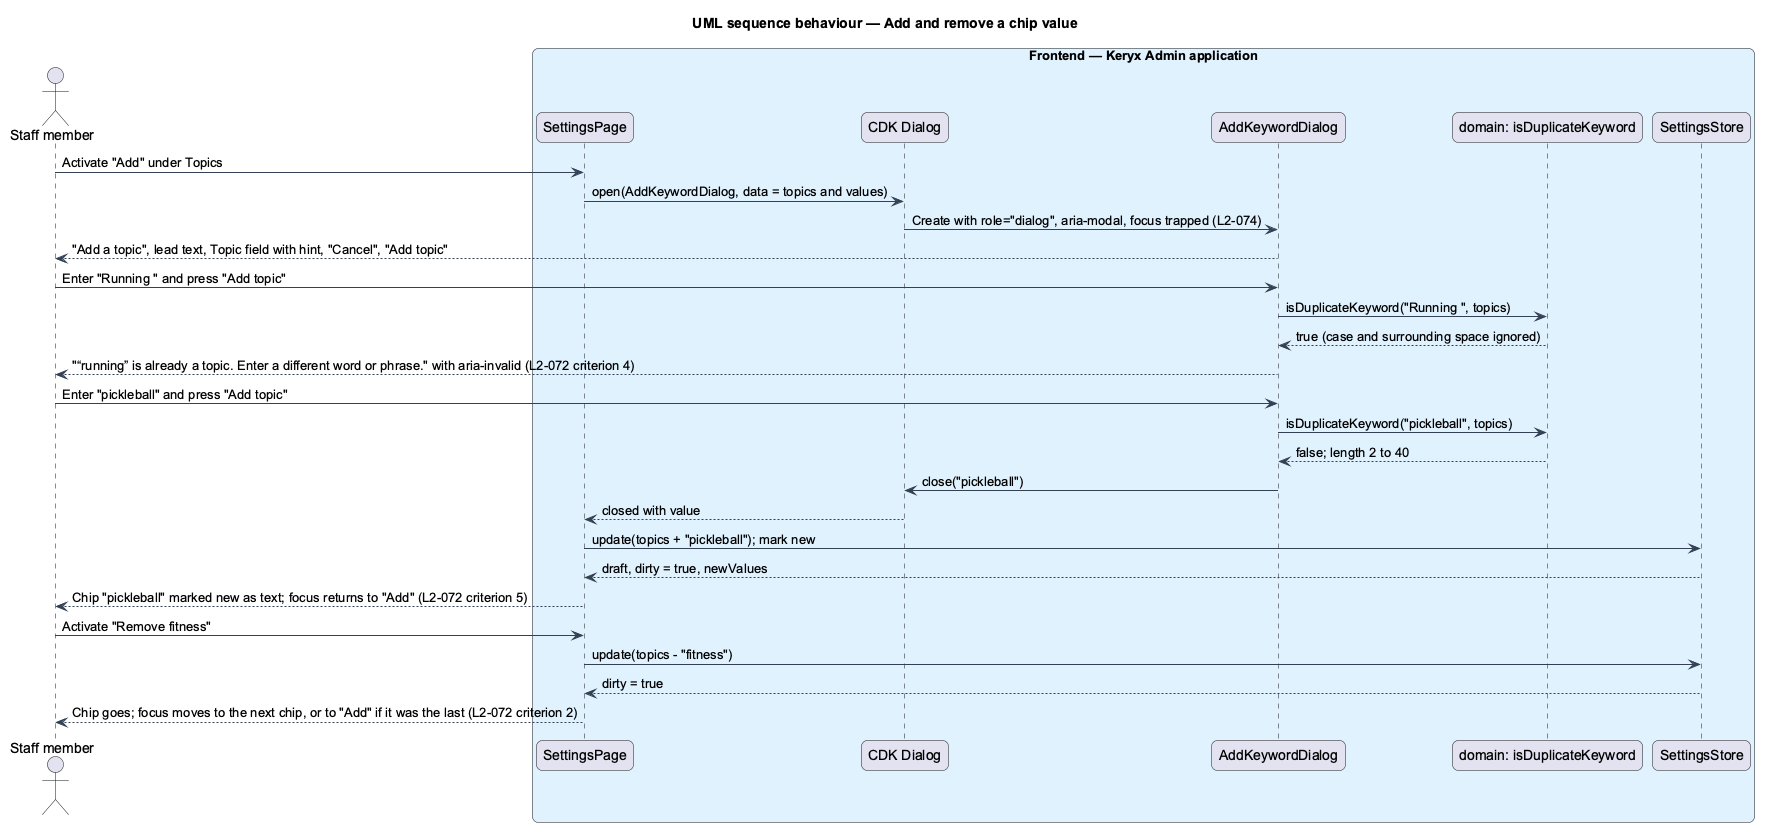 UML sequence behaviour — Add and remove a chip value
Frontend — Keryx Admin application
Staff member
SettingsPage
CDK Dialog
AddKeywordDialog
domain: isDuplicateKeyword
SettingsStore
Activate "Add" under Topics
open(AddKeywordDialog, data = topics and values)
Create with role="dialog", aria-modal, focus trapped (L2-074)
"Add a topic", lead text, Topic field with hint, "Cancel", "Add topic"
Enter "Running " and press "Add topic"
isDuplicateKeyword("Running ", topics)
true (case and surrounding space ignored)
"“running” is already a topic. Enter a different word or phrase." with aria-invalid (L2-072 criterion 4)
Enter "pickleball" and press "Add topic"
isDuplicateKeyword("pickleball", topics)
false; length 2 to 40
close("pickleball")
closed with value
update(topics + "pickleball"); mark new
draft, dirty = true, newValues
Chip "pickleball" marked new as text; focus returns to "Add" (L2-072 criterion 5)
Activate "Remove fitness"
update(topics - "fitness")
dirty = true
Chip goes; focus moves to the next chip, or to "Add" if it was the last (L2-072 criterion 2)
Staff member
SettingsPage
CDK Dialog
AddKeywordDialog
domain: isDuplicateKeyword
SettingsStore